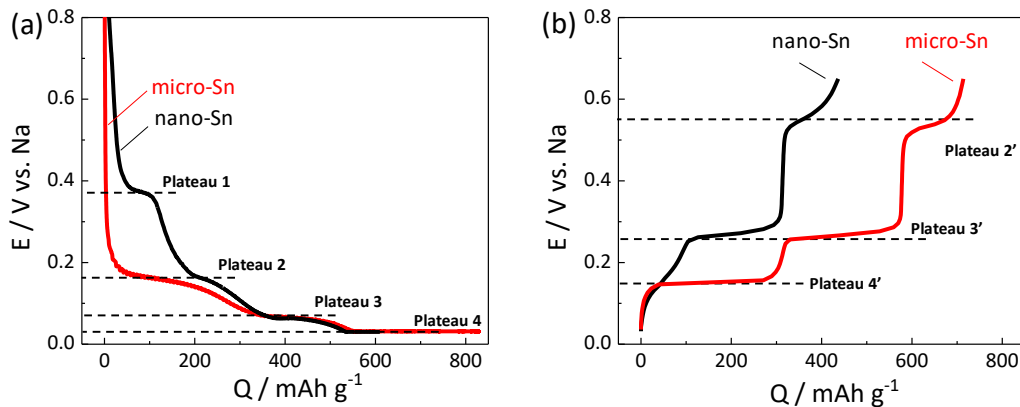 (a)
E / V vs. Na
0.8
0.6
0.4
0.2
0.0
micro-Sn
nano-Sn
Plateau 1
Plateau 2
Plateau 3
Plateau 4
0 200 400 600 800
Q / mAh g-1
(b)
E / V vs. Na
0.8
0.6
0.4
0.2
0.0
nano-Sn
micro-Sn
Plateau 2’
Plateau 3’
Plateau 4’
0 200 400 600 800
Q / mAh g-1